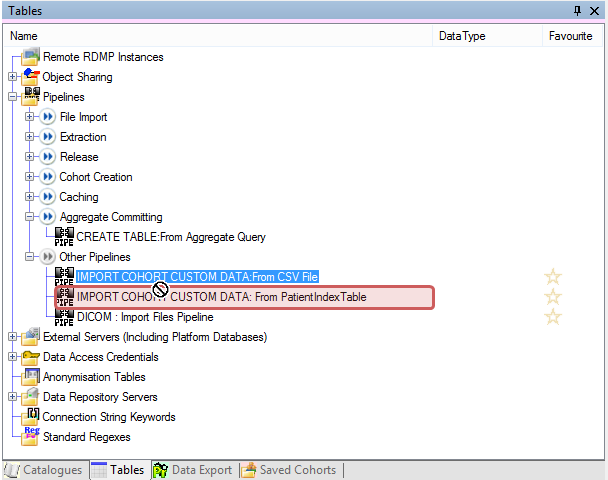 Tables
Name DataType Favourite
Remote RDMP Instances
Object Sharing
Pipelines
File Import
Extraction
Release
Cohort Creation
Caching
Aggregate Committing
PIPE CREATE TABLE:From Aggregate Query
Other Pipelines
PIPE IMPORT COHORT CUSTOM DATA:From CSV File
PIPE IMPORT COHORT CUSTOM DATA: From PatientIndexTable
PIPE DICOM : Import Files Pipeline
External Servers (Including Platform Databases)
Data Access Credentials
Anonymisation Tables
Data Repository Servers
Connection String Keywords
Reg Standard Regexes
Catalogues Tables Data Export Saved Cohorts